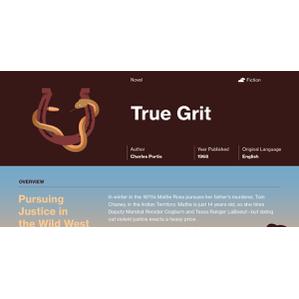 Novel
Fiction
True Grit
Author
Charles Portis
Year Published
1968
Original Language
English
OVERVIEW
Pursuing
Justice in
the Wild West
In winter in the 1870s Mattie Ross pursues her father's murderer, Tom
Chaney, in the Indian Territory. Mattie is just 14 years old, so she hires
Deputy Marshal Rooster Cogburn and Texas Ranger LaBoeuf—but doling
out violent justice exacts a heavy price.